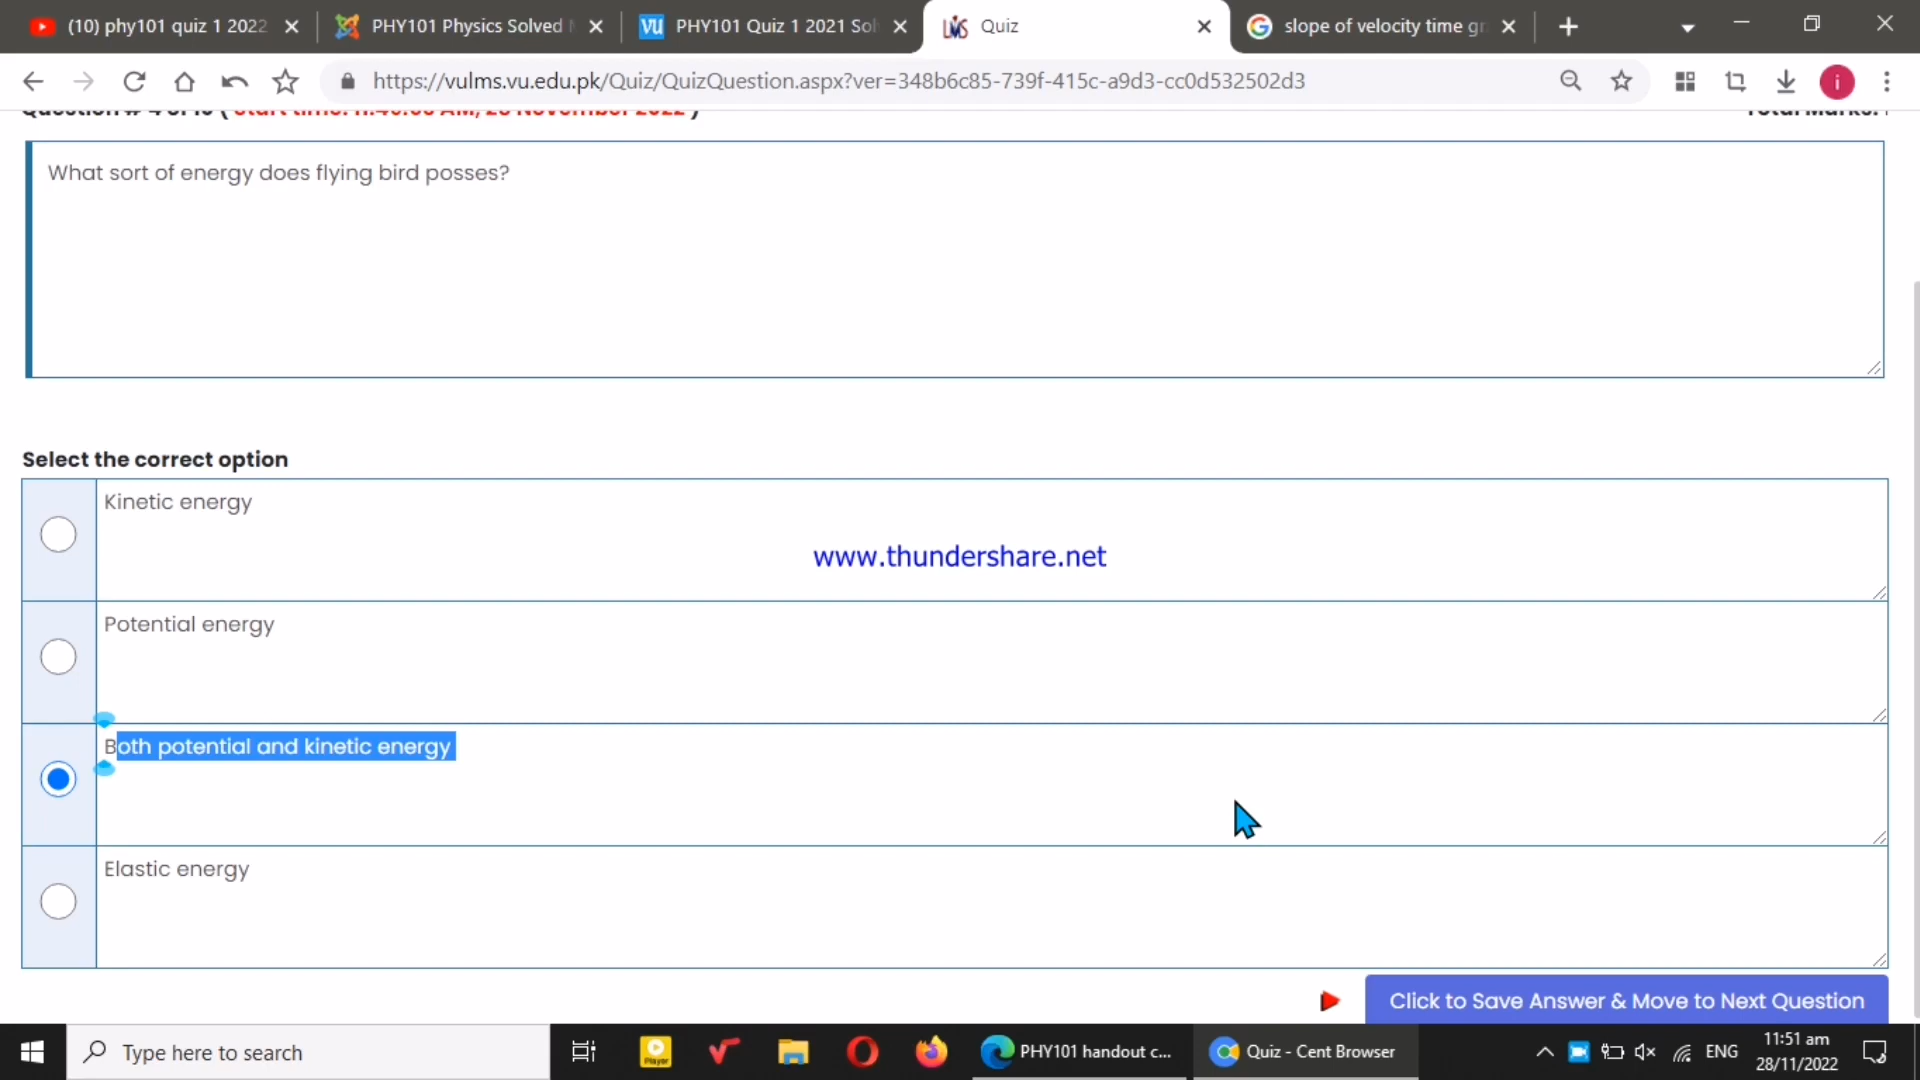 (10) phy101 quiz 1 2022
PHY101 Physics Solved
VU PHY101 Quiz 1 2021 Sol
Quiz
slope of velocity time gr
https://vulms.vu.edu.pk/Quiz/QuizQuestion.aspx?ver=348b6c85-739f-415c-a9d3-cc0d532502d3
i
What sort of energy does flying bird posses?
Select the correct option
Kinetic energy
www.thundershare.net
Potential energy
Both potential and kinetic energy
Elastic energy
Click to Save Answer & Move to Next Question
Type here to search
Player
PHY101 handout c...
Quiz - Cent Browser
ENG
11:51 am
28/11/2022